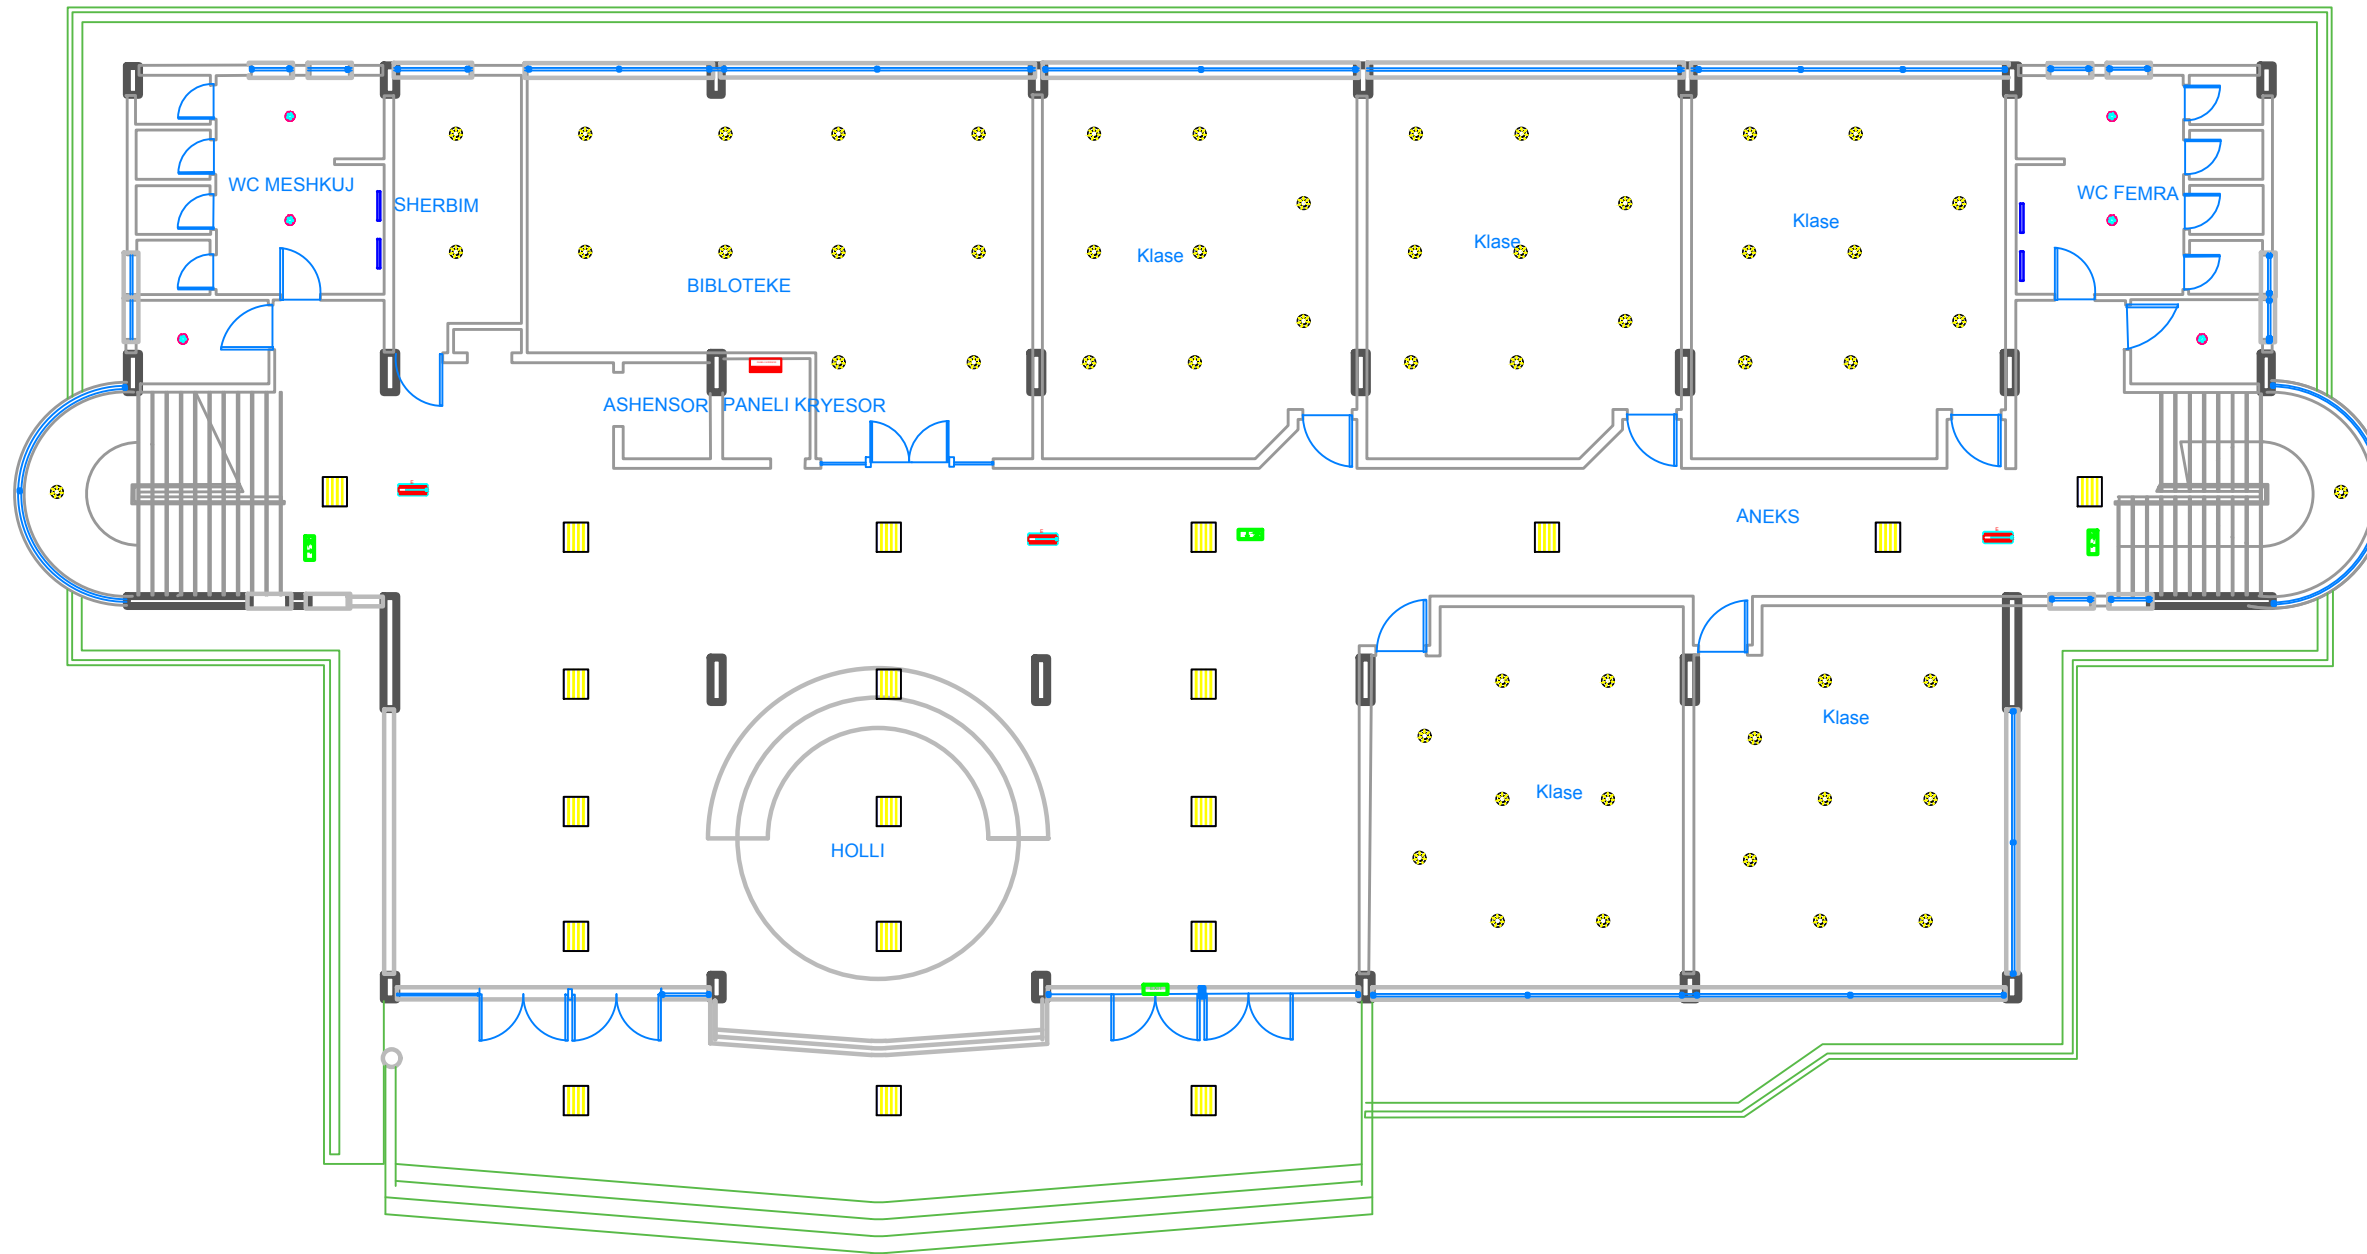 WC MESHKUJ
SHERBIM
BIBLOTEKE
Klase
Klase
Klase
WC FEMRA
ASHENSOR
PANELI KRYESOR
ANEKS
Klase
Klase
HOLLI